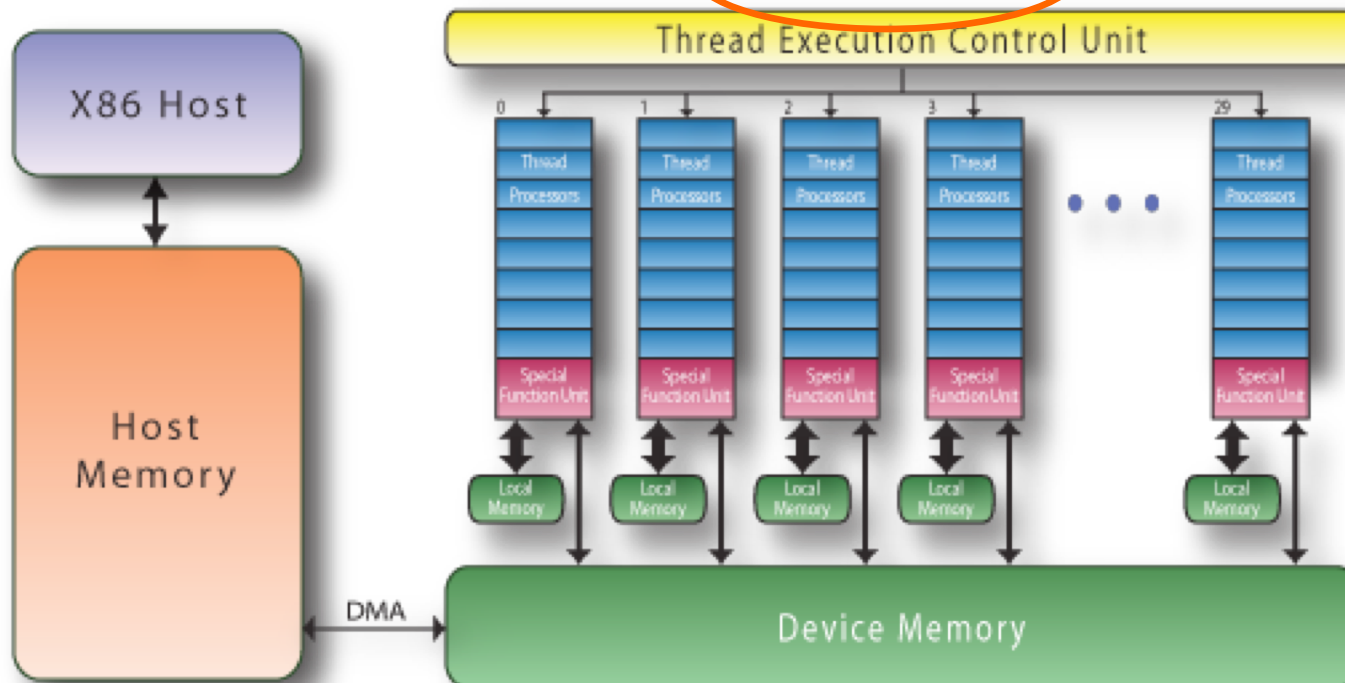 Thread Execution Control Unit
X86 Host
0 1 2 3 29
Thread Thread Thread Thread Thread
Processors Processors Processors Processors Processors
Special Special Special Special Special
Function Unit Function Unit Function Unit Function Unit Function Unit
Host
Memory
Local Local Local Local Local
Memory Memory Memory Memory Memory
DMA
Device Memory